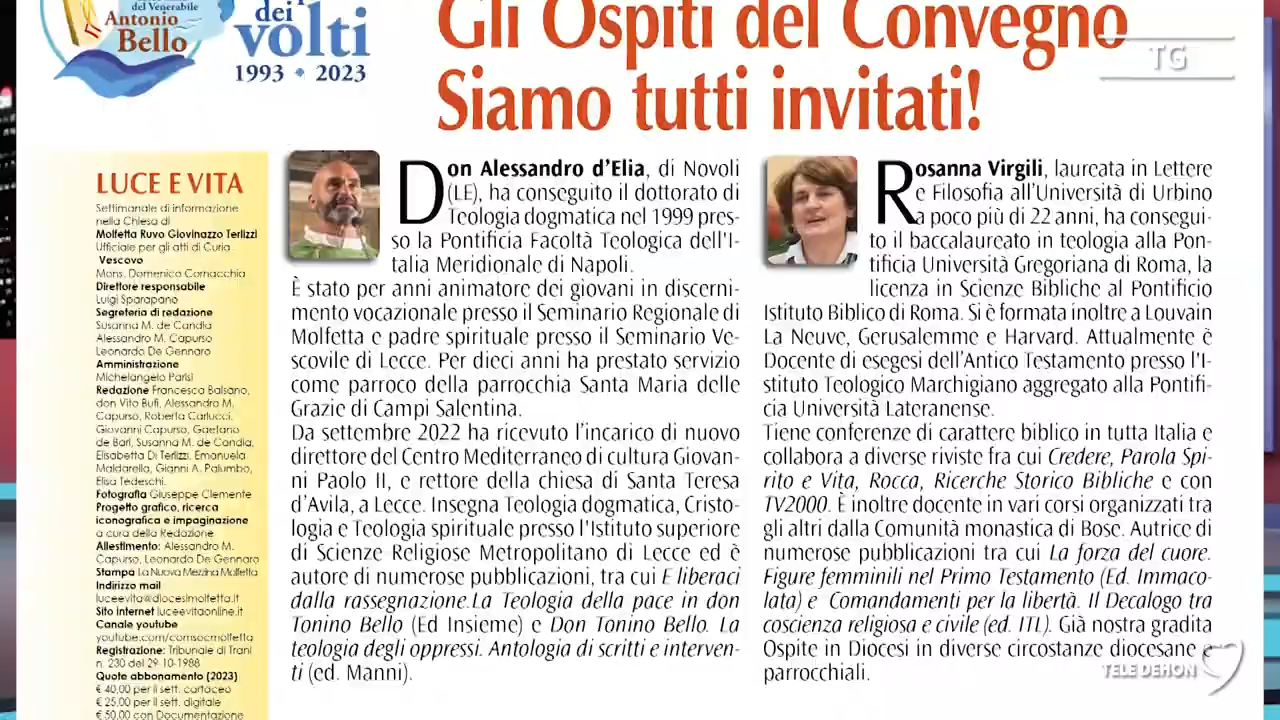 del Venerabile
Antonio
Bello
dei
volti
1993 • 2023
Gli Ospiti del Convegno
Siamo tutti invitati!
TG
LUCE E VITA
Settimanale di informazione
nella Chiesa di
Molfetta Ruvo Giovinazzo Terlizzi
Ufficiale per gli atti di Curia
Vescovo
Mons. Domenico Cornacchia
Direttore responsabile
Luigi Sparapano
Segreteria di redazione
Susanna M. de Candia
Alessandro M. Capurso
Leonardo De Gennaro
Amministrazione
Michelangelo Parisi
Redazione Francesca Balsano,
don Vito Bufi, Alessandro M.
Capurso, Roberta Carlucci,
Giovanni Capurso, Gaetano
de Bari, Susanna M. de Candia,
Elisabetta Di Terlizzi, Emanuela
Maldarella, Gianni A. Palumbo,
Elisa Tedeschi.
Fotografia Giuseppe Clemente
Progetto grafico, ricerca
iconografica e impaginazione
a cura della Redazione
Allestimento: Alessandro M.
Capurso, Leonardo De Gennaro
Stampa La Nuova Mezzina Molfetta
Indirizzo mail
luceevita@diocesimolfetta.it
Sito internet luceevitaonline.it
Canale youtube
youtube.com/comsocmolfetta
Registrazione: Tribunale di Trani
n. 230 del 29-10-1988
Quote abbonamento (2023)
€ 40,00 per il sett. cartaceo
€ 25,00 per il sett. digitale
€ 50,00 con Documentazione
Don Alessandro d'Elia, di Novoli
(LE), ha conseguito il dottorato di
Teologia dogmatica nel 1999 pres-
so la Pontificia Facoltà Teologica dell'I-
talia Meridionale di Napoli.
È stato per anni animatore dei giovani in discerni-
mento vocazionale presso il Seminario Regionale di
Molfetta e padre spirituale presso il Seminario Ve-
scovile di Lecce. Per dieci anni ha prestato servizio
come parroco della parrocchia Santa Maria delle
Grazie di Campi Salentina.
Da settembre 2022 ha ricevuto l'incarico di nuovo
direttore del Centro Mediterraneo di cultura Giovan-
ni Paolo II, e rettore della chiesa di Santa Teresa
d'Avila, a Lecce. Insegna Teologia dogmatica, Cristo-
logia e Teologia spirituale presso l'Istituto superiore
di Scienze Religiose Metropolitano di Lecce ed è
autore di numerose pubblicazioni, tra cui E liberaci
dalla rassegnazione.La Teologia della pace in don
Tonino Bello (Ed Insieme) e Don Tonino Bello. La
teologia degli oppressi. Antologia di scritti e interven-
ti (ed. Manni).
Rosanna Virgili, laureata in Lettere
e Filosofia all'Università di Urbino
a poco più di 22 anni, ha consegui-
to il baccalaureato in teologia alla Pon-
tificia Università Gregoriana di Roma, la
licenza in Scienze Bibliche al Pontificio
Istituto Biblico di Roma. Si è formata inoltre a Louvain
La Neuve, Gerusalemme e Harvard. Attualmente è
Docente di esegesi dell'Antico Testamento presso l'I-
stituto Teologico Marchigiano aggregato alla Pontifi-
cia Università Lateranense.
Tiene conferenze di carattere biblico in tutta Italia e
collabora a diverse riviste fra cui Credere, Parola Spi-
rito e Vita, Rocca, Ricerche Storico Bibliche e con
TV2000. È inoltre docente in vari corsi organizzati tra
gli altri dalla Comunità monastica di Bose. Autrice di
numerose pubblicazioni tra cui La forza del cuore.
Figure femminili nel Primo Testamento (Ed. Immaco-
lata) e Comandamenti per la libertà. Il Decalogo tra
coscienza religiosa e civile (ed. ITL). Già nostra gradita
Ospite in Diocesi in diverse circostanze diocesane e
parrocchiali.
TELE DEHON